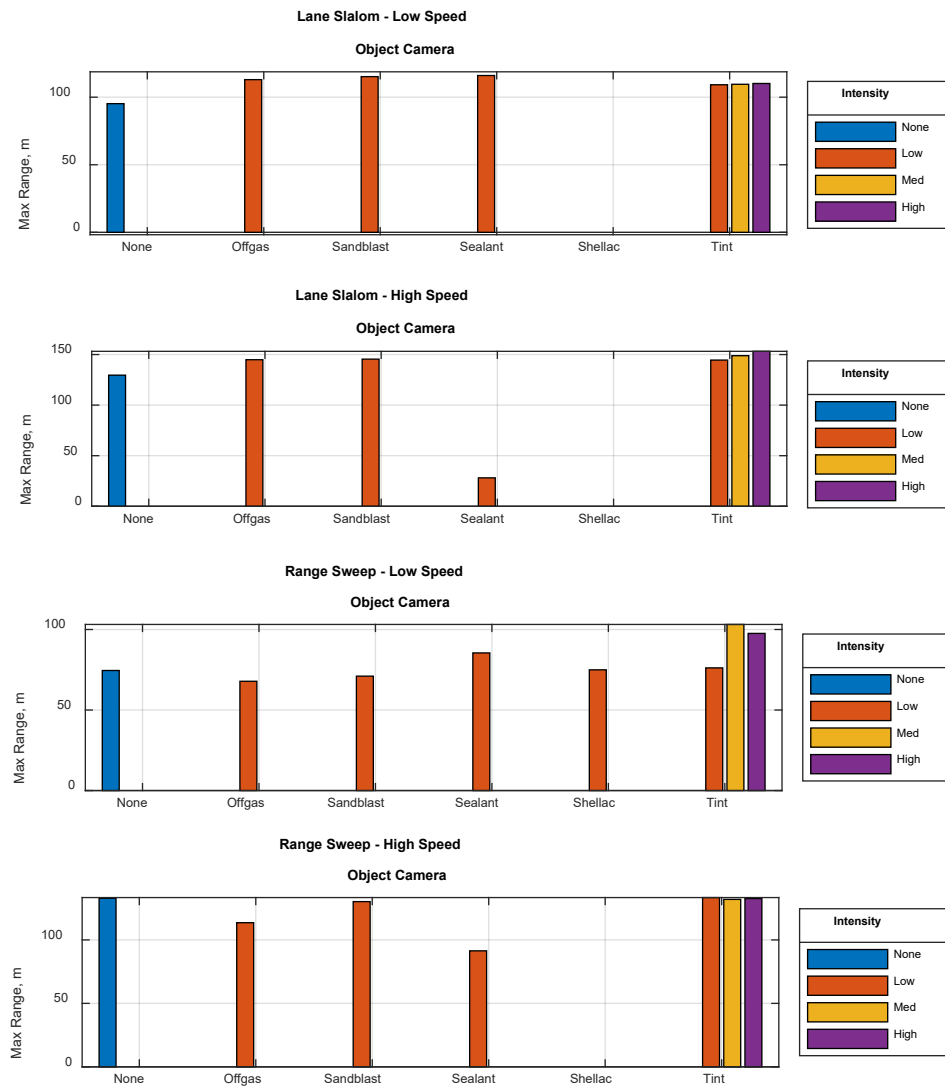 Lane Slalom - Low Speed
Object Camera
Max Range, m
100
50
0
None Offgas Sandblast Sealant Shellac Tint
Intensity
None
Low
Med
High
Lane Slalom - High Speed
Object Camera
Max Range, m
150
100
50
0
None Offgas Sandblast Sealant Shellac Tint
Intensity
None
Low
Med
High
Range Sweep - Low Speed
Object Camera
Max Range, m
100
50
0
None Offgas Sandblast Sealant Shellac Tint
Intensity
None
Low
Med
High
Range Sweep - High Speed
Object Camera
Max Range, m
100
50
0
None Offgas Sandblast Sealant Shellac Tint
Intensity
None
Low
Med
High